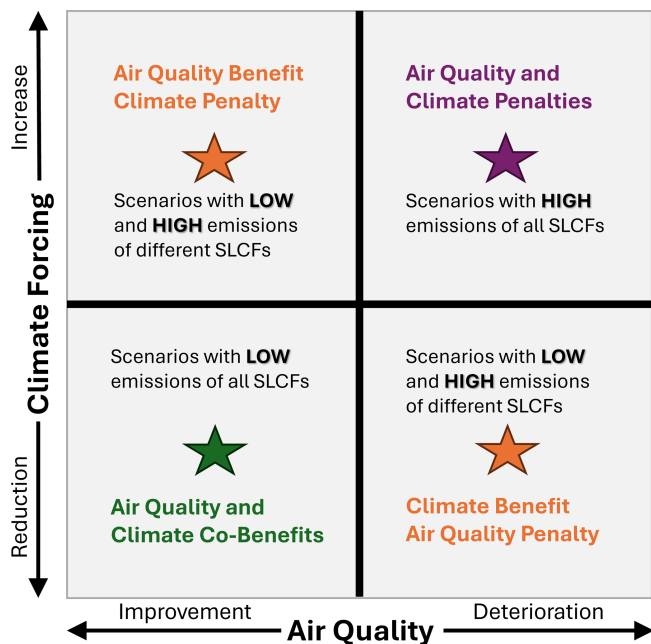 Increase
Climate Forcing
Reduction
Air Quality Benefit
Climate Penalty
Scenarios with LOW
and HIGH emissions
of different SLCFs
Air Quality and
Climate Penalties
Scenarios with HIGH
emissions of all SLCFs
Scenarios with LOW
emissions of all SLCFs
Air Quality and
Climate Co-Benefits
Scenarios with LOW
and HIGH emissions
of different SLCFs
Climate Benefit
Air Quality Penalty
Improvement
Air Quality
Deterioration